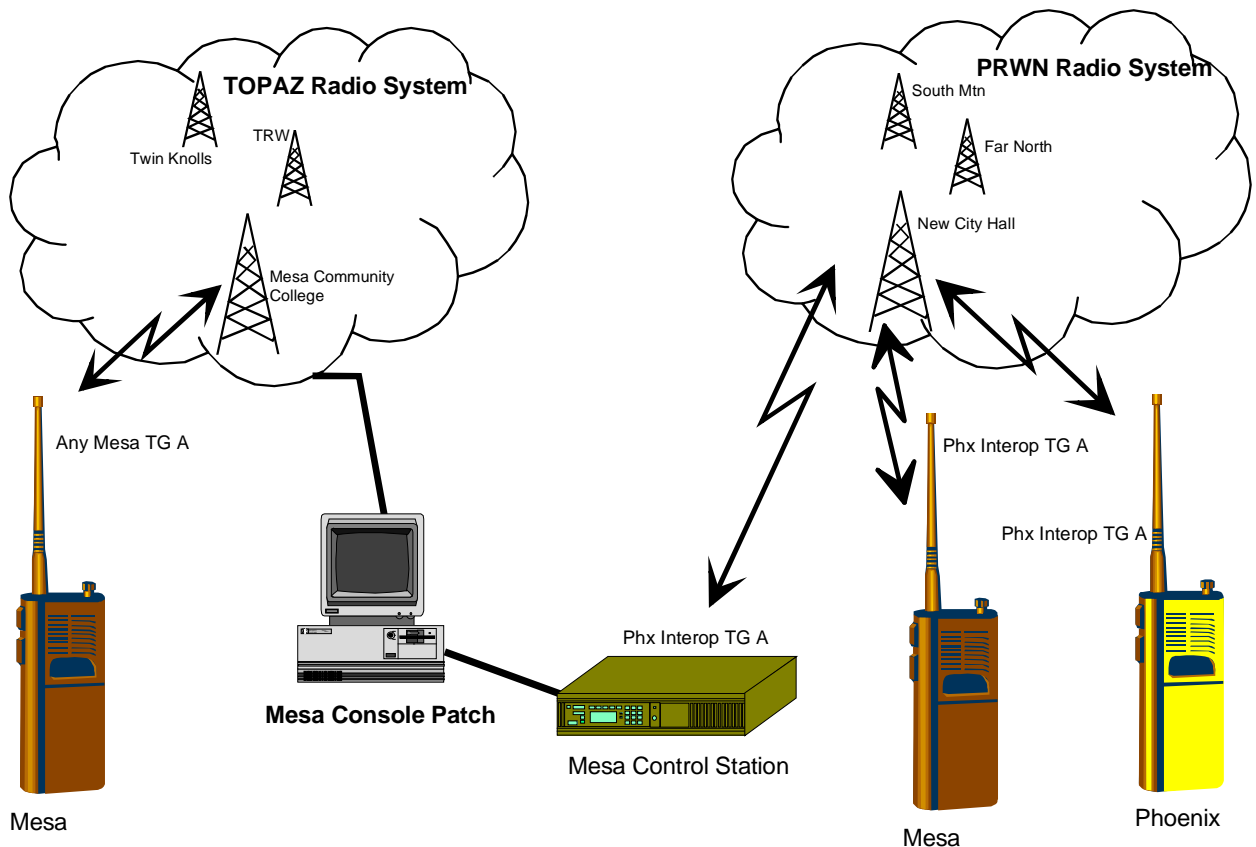 TOPAZ Radio System
Twin Knolls
TRW
Mesa Community
College
PRWN Radio System
South Mtn
Far North
New City Hall
Any Mesa TG A
Phx Interop TG A
Phx Interop TG A
Phx Interop TG A
Mesa Console Patch
Mesa Control Station
Mesa
Mesa
Phoenix